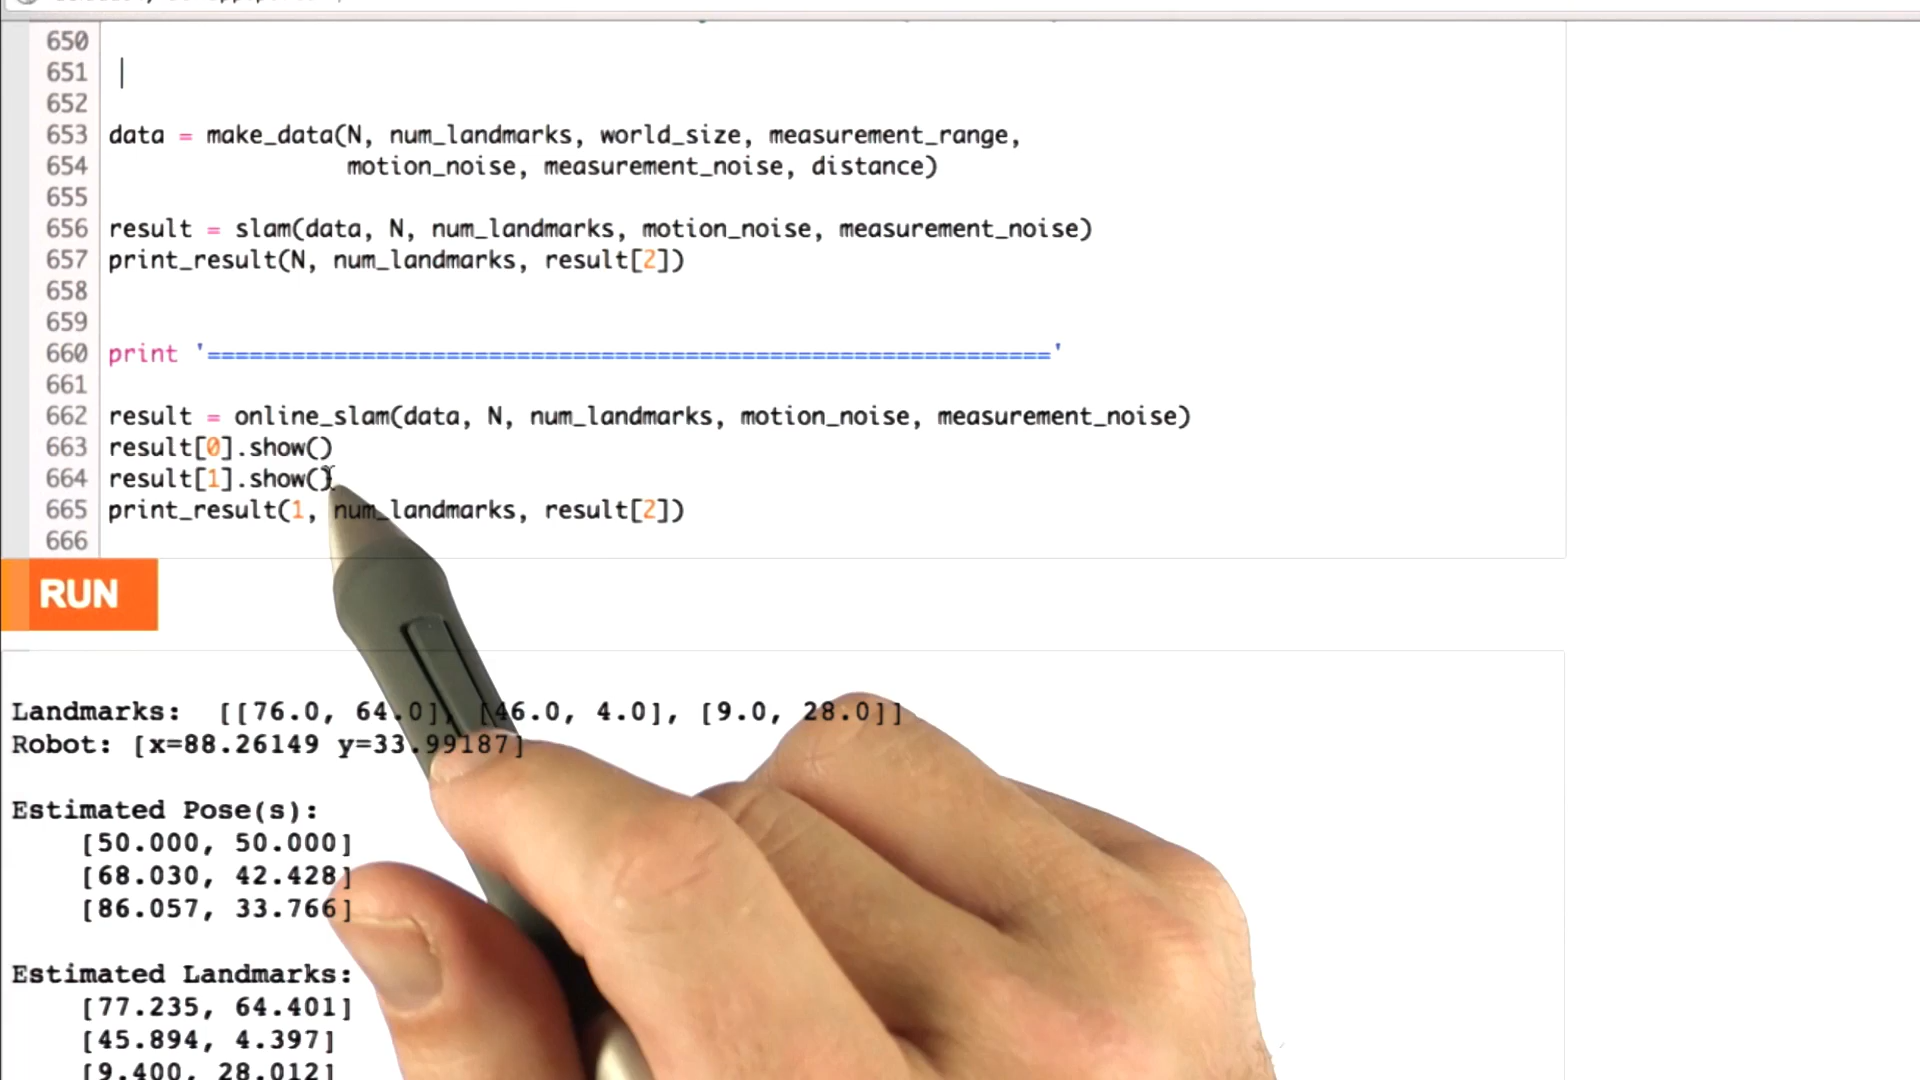 650
651
652
653 data = make_data(N, num_landmarks, world_size, measurement_range,
654 motion_noise, measurement_noise, distance)
655
656 result = slam(data, N, num_landmarks, motion_noise, measurement_noise)
657 print_result(N, num_landmarks, result[2])
658
659
660 print '============================================================'
661
662 result = online_slam(data, N, num_landmarks, motion_noise, measurement_noise)
663 result[0].show()
664 result[1].show()
665 print_result(1, num_landmarks, result[2])
666
RUN
Landmarks: [[76.0, 64.0], [46.0, 4.0], [9.0, 28.0]]
Robot: [x=88.26149 y=33.99187]
Estimated Pose(s):
[50.000, 50.000]
[68.030, 42.428]
[86.057, 33.766]
Estimated Landmarks:
[77.235, 64.401]
[45.894, 4.397]
[9.400, 28.012]